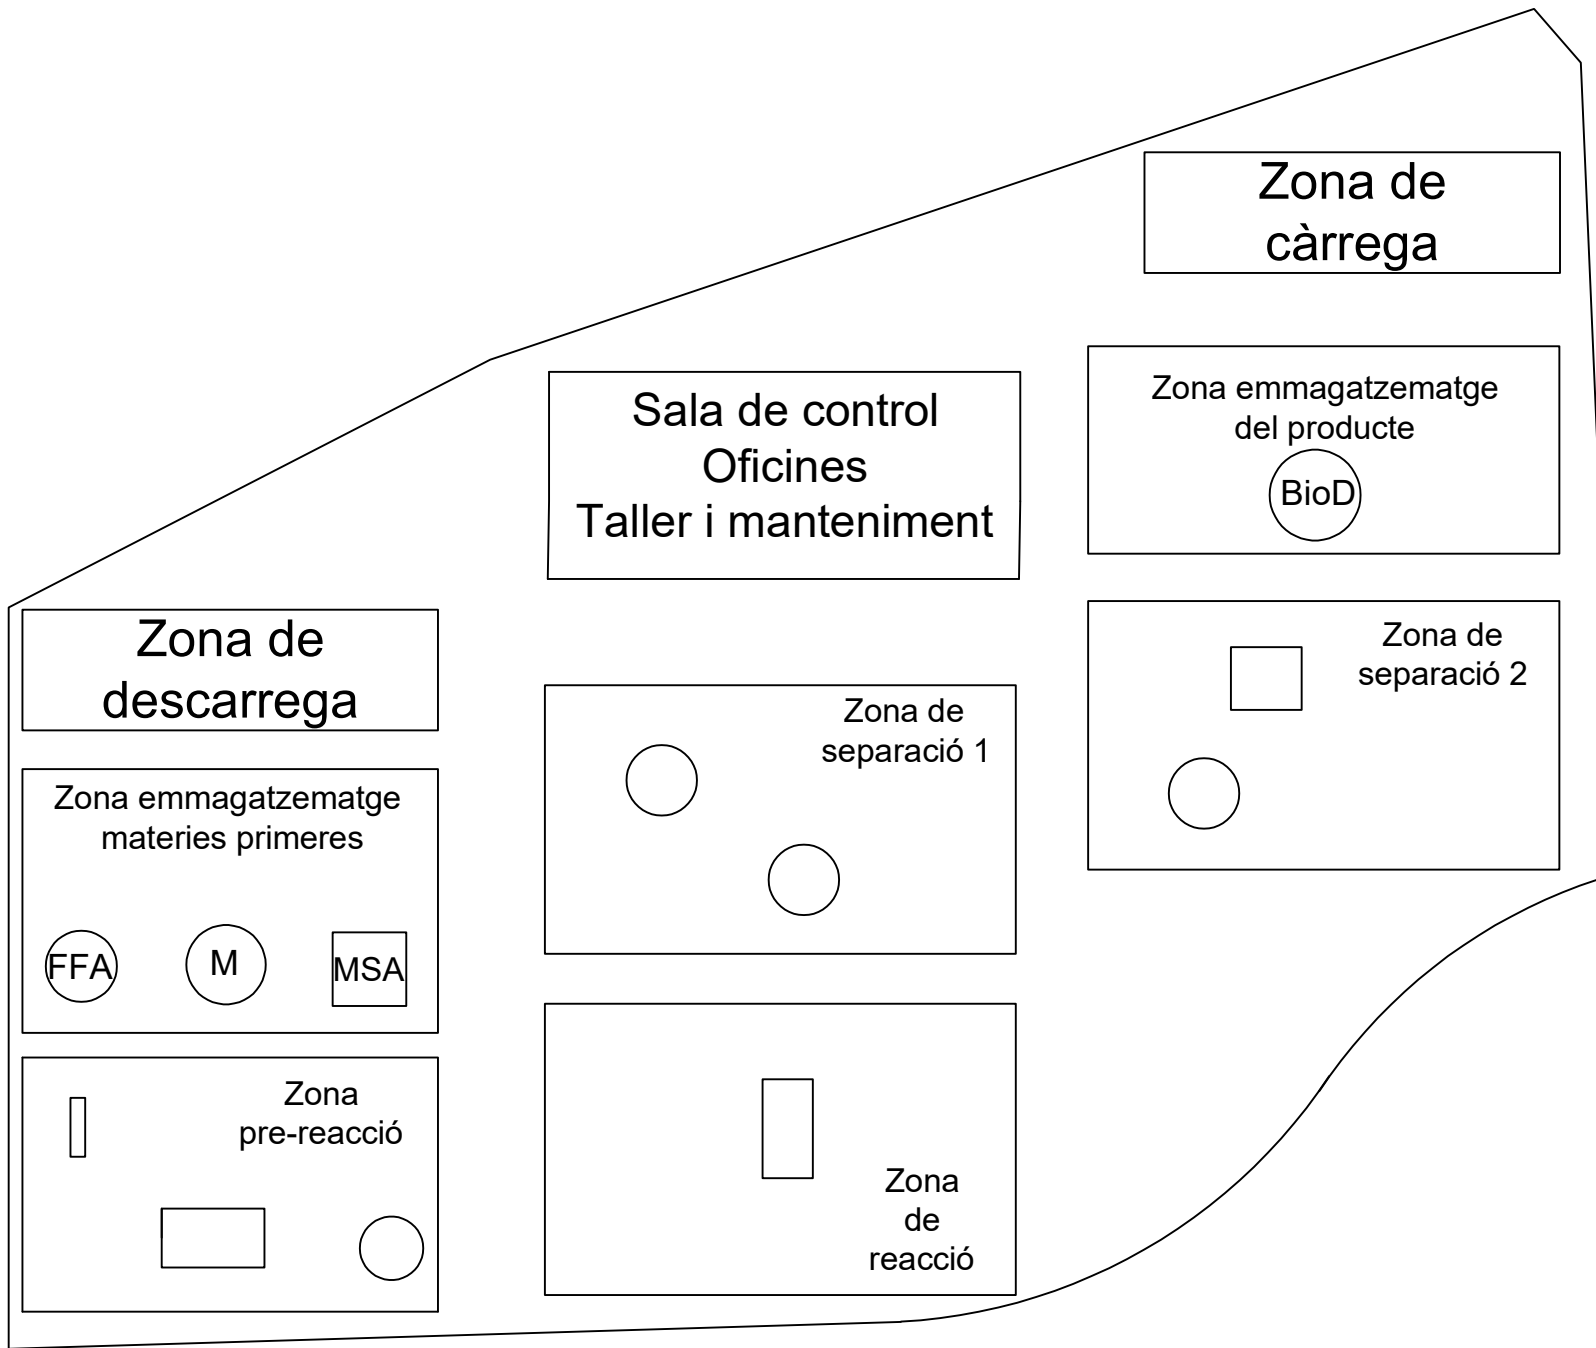 Zona de
càrrega
Zona emmagatzematge
del producte
BioD
Sala de control
Oficines
Taller i manteniment
Zona de
descarrega
Zona de
separació 2
Zona de
separació 1
Zona emmagatzematge
materies primeres
FFA
M
MSA
Zona
pre-reacció
Zona
de
reacció